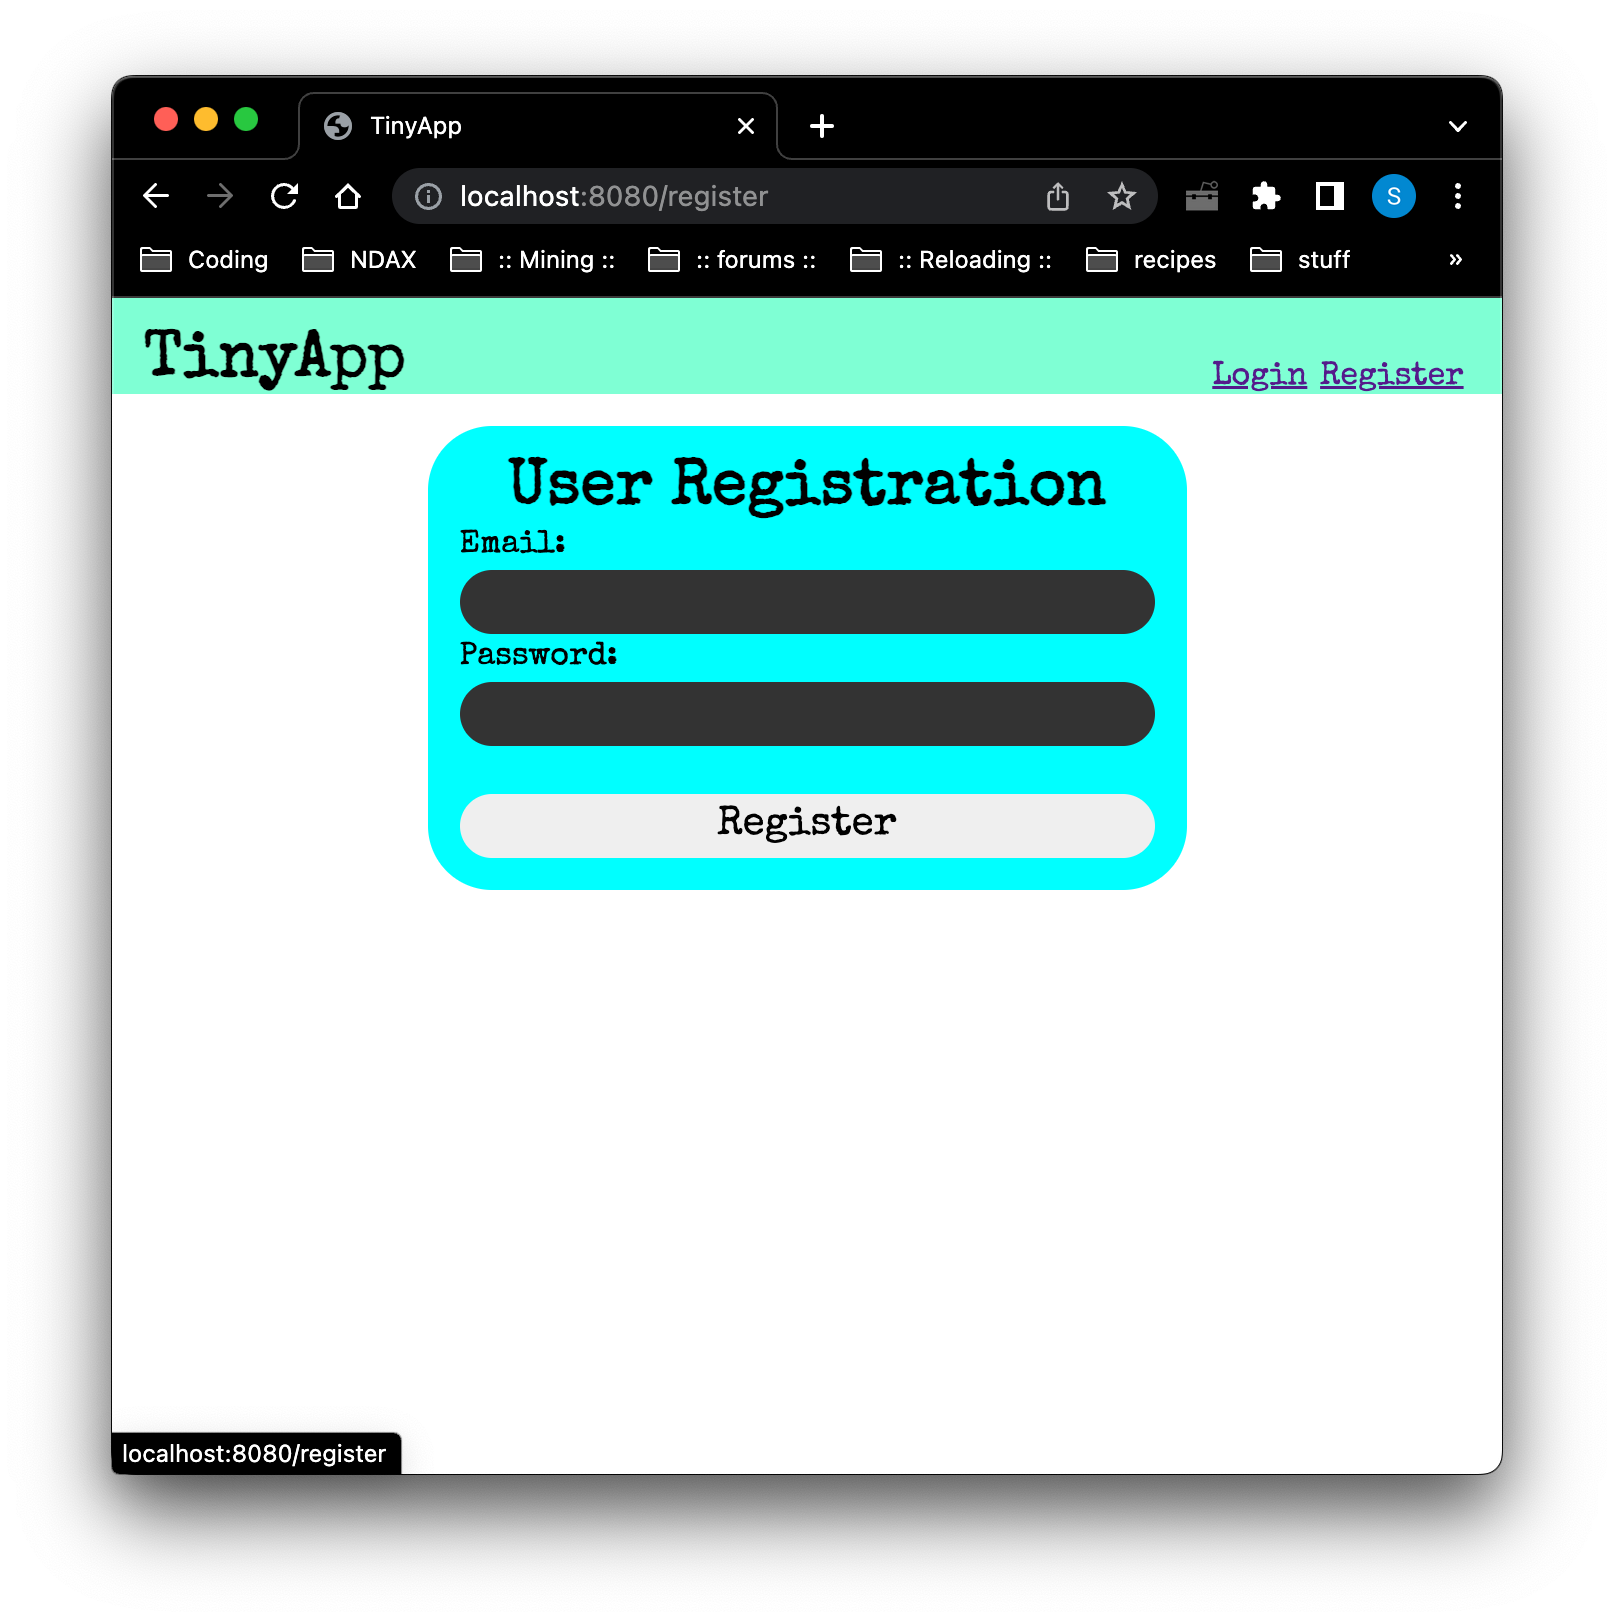 TinyApp
localhost:8080/register
S
Coding NDAX :: Mining :: :: forums :: :: Reloading :: recipes stuff »
TinyApp
Login Register
User Registration
Email:
Password:
Register
localhost:8080/register